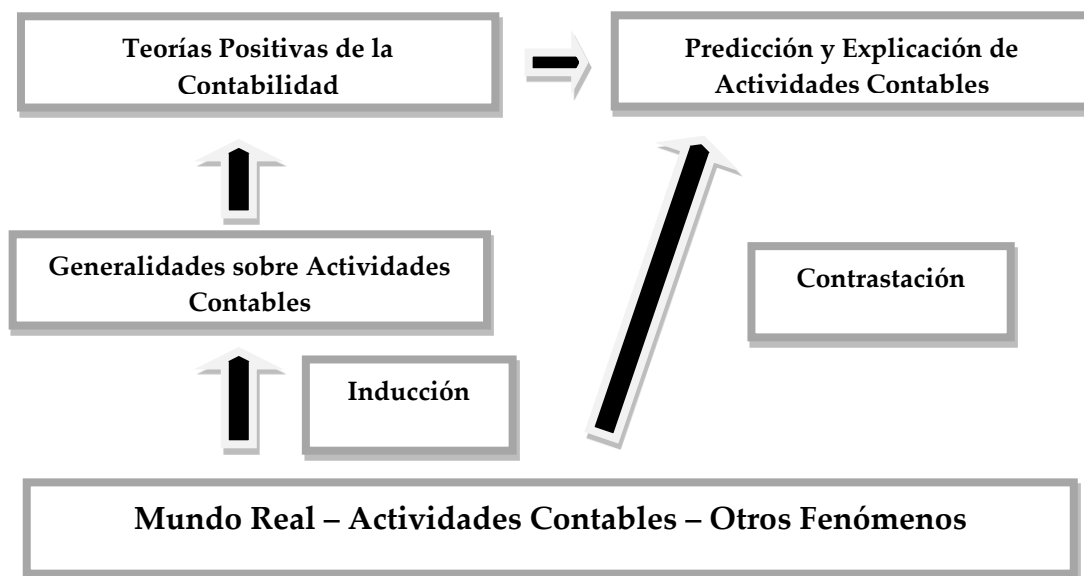 Teorías Positivas de la
Contabilidad
Predicción y Explicación de
Actividades Contables
Generalidades sobre Actividades
Contables
Contrastación
Inducción
Mundo Real – Actividades Contables – Otros Fenómenos